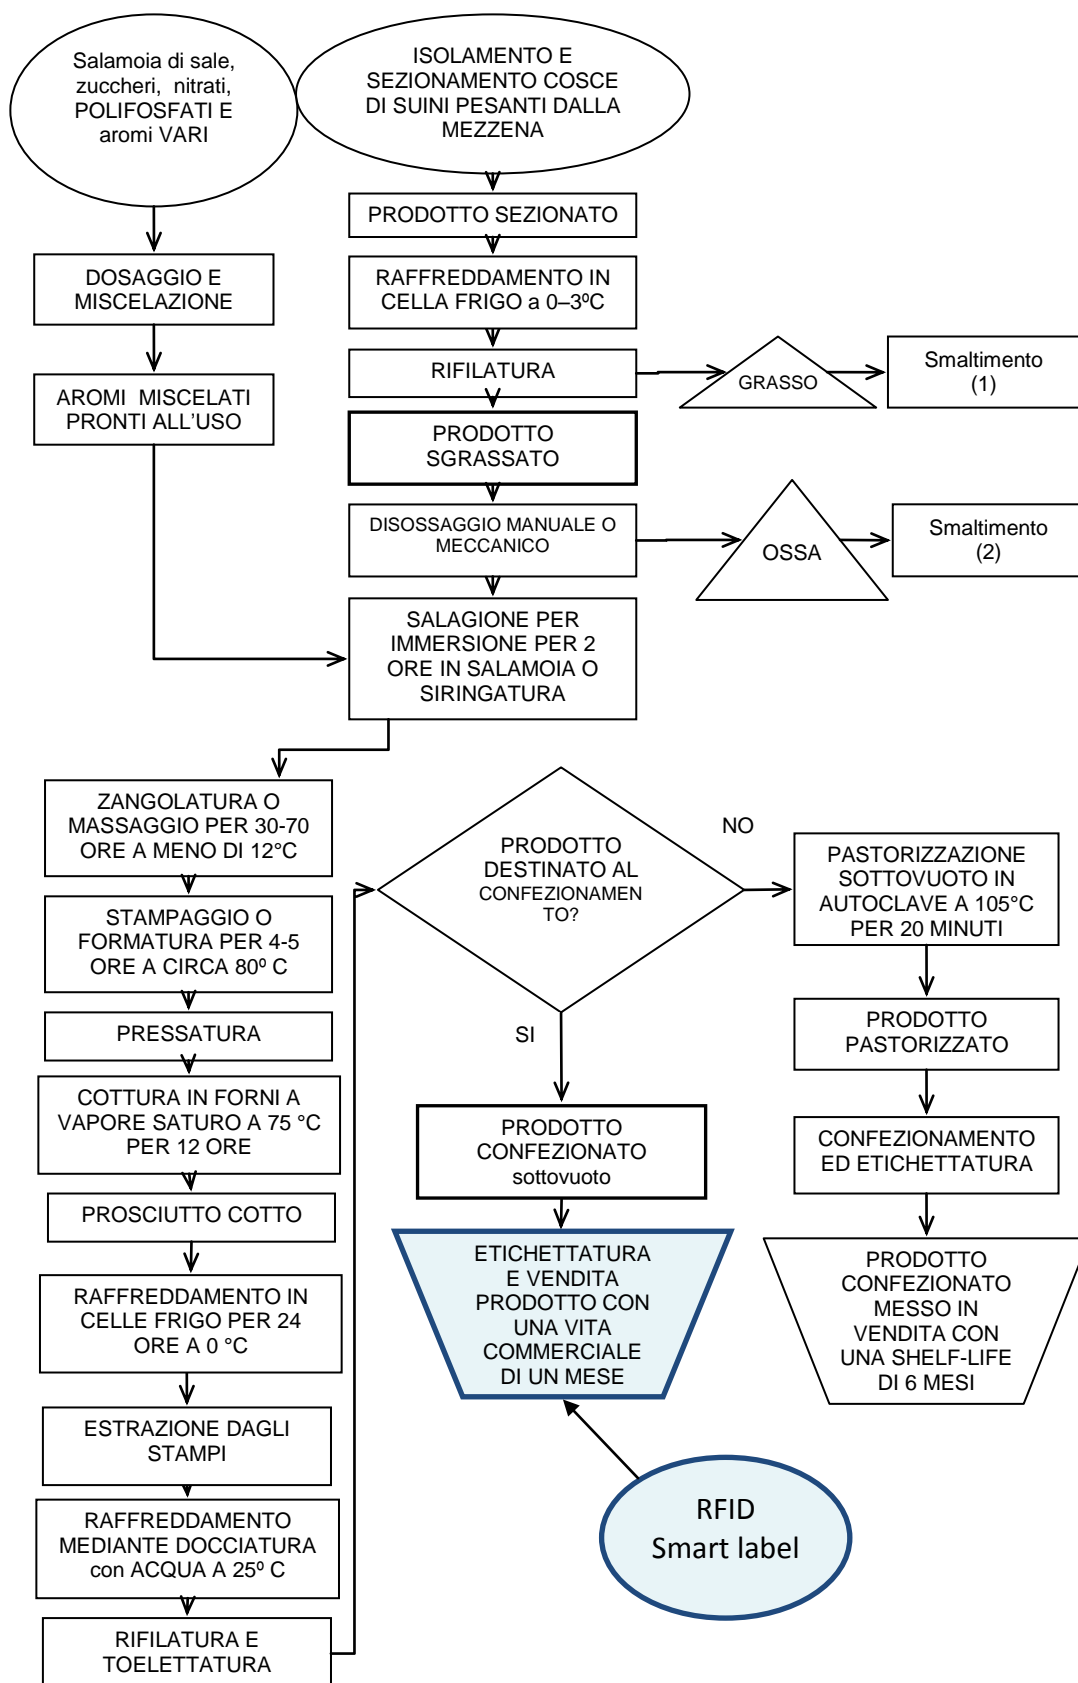 Salamoia di sale,
zuccheri, nitrati,
POLIFOSFATI E
aromi VARI
ISOLAMENTO E
SEZIONAMENTO COSCE
DI SUINI PESANTI DALLA
MEZZENA
PRODOTTO SEZIONATO
DOSAGGIO E
MISCELAZIONE
RAFFREDDAMENTO IN
CELLA FRIGO a 0–3ºC
RIFILATURA
GRASSO
Smaltimento
(1)
AROMI MISCELATI
PRONTI ALL’USO
PRODOTTO
SGRASSATO
DISOSSAGGIO MANUALE O
MECCANICO
OSSA
Smaltimento
(2)
SALAGIONE PER
IMMERSIONE PER 2
ORE IN SALAMOIA O
SIRINGATURA
ZANGOLATURA O
MASSAGGIO PER 30-70
ORE A MENO DI 12°C
STAMPAGGIO O
FORMATURA PER 4-5
ORE A CIRCA 80º C
PRESSATURA
COTTURA IN FORNI A
VAPORE SATURO A 75 °C
PER 12 ORE
PROSCIUTTO COTTO
RAFFREDDAMENTO IN
CELLE FRIGO PER 24
ORE A 0 °C
ESTRAZIONE DAGLI
STAMPI
RAFFREDDAMENTO
MEDIANTE DOCCIATURA
con ACQUA A 25º C
RIFILATURA E
TOELETTATURA
PRODOTTO
DESTINATO AL
CONFEZIONAMEN
TO?
NO
SI
PRODOTTO
CONFEZIONATO
sottovuoto
ETICHETTATURA
E VENDITA
PRODOTTO CON
UNA VITA
COMMERCIALE
DI UN MESE
RFID
Smart label
PASTORIZZAZIONE
SOTTOVUOTO IN
AUTOCLAVE A 105°C
PER 20 MINUTI
PRODOTTO
PASTORIZZATO
CONFEZIONAMENTO
ED ETICHETTATURA
PRODOTTO
CONFEZIONATO
MESSO IN
VENDITA CON
UNA SHELF-LIFE
DI 6 MESI